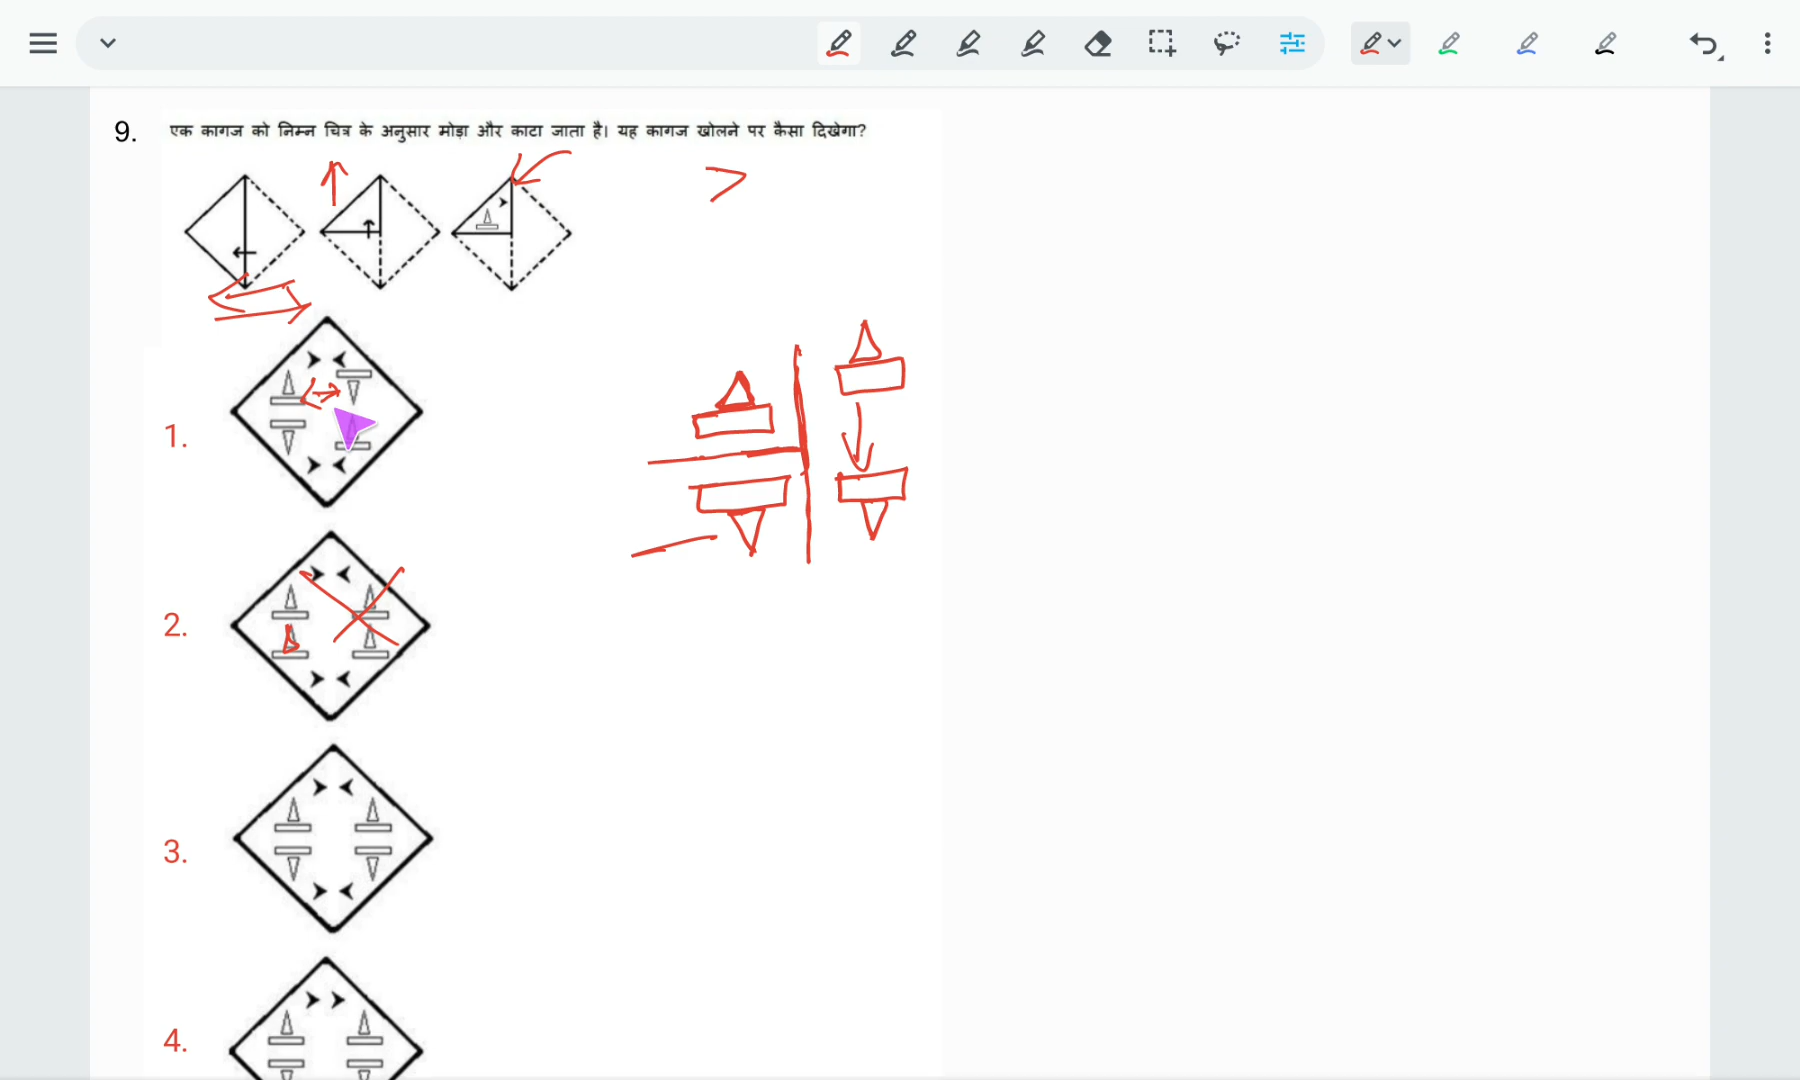 9. एक कागज को निम्न चित्र के अनुसार मोड़ा और काटा जाता है। यह कागज खोलने पर कैसा दिखेगा?
1.
2.
3.
4.